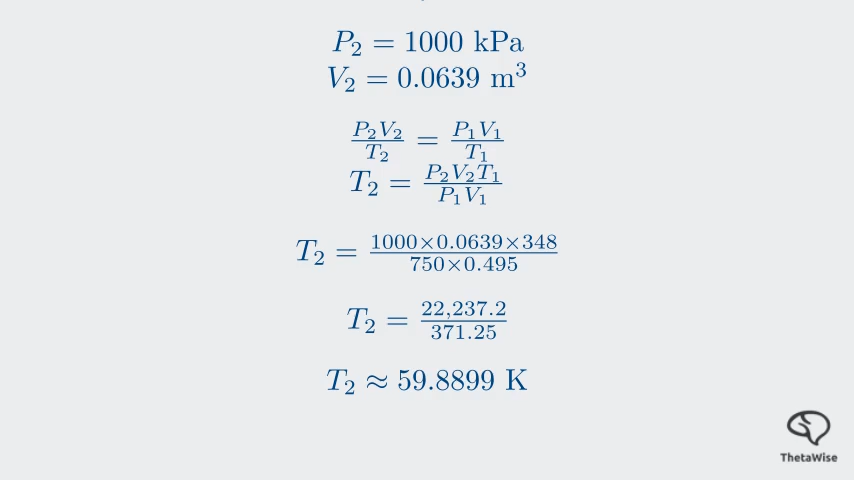 P₂ = 1000 kPa
V₂ = 0.0639 m³
P₂V₂/T₂ = P₁V₁/T₁
T₂ = P₂V₂T₁/P₁V₁
T₂ = 1000×0.0639×348/750×0.495
T₂ = 22,237.2/371.25
T₂ ≈ 59.8899 K
ThetaWise